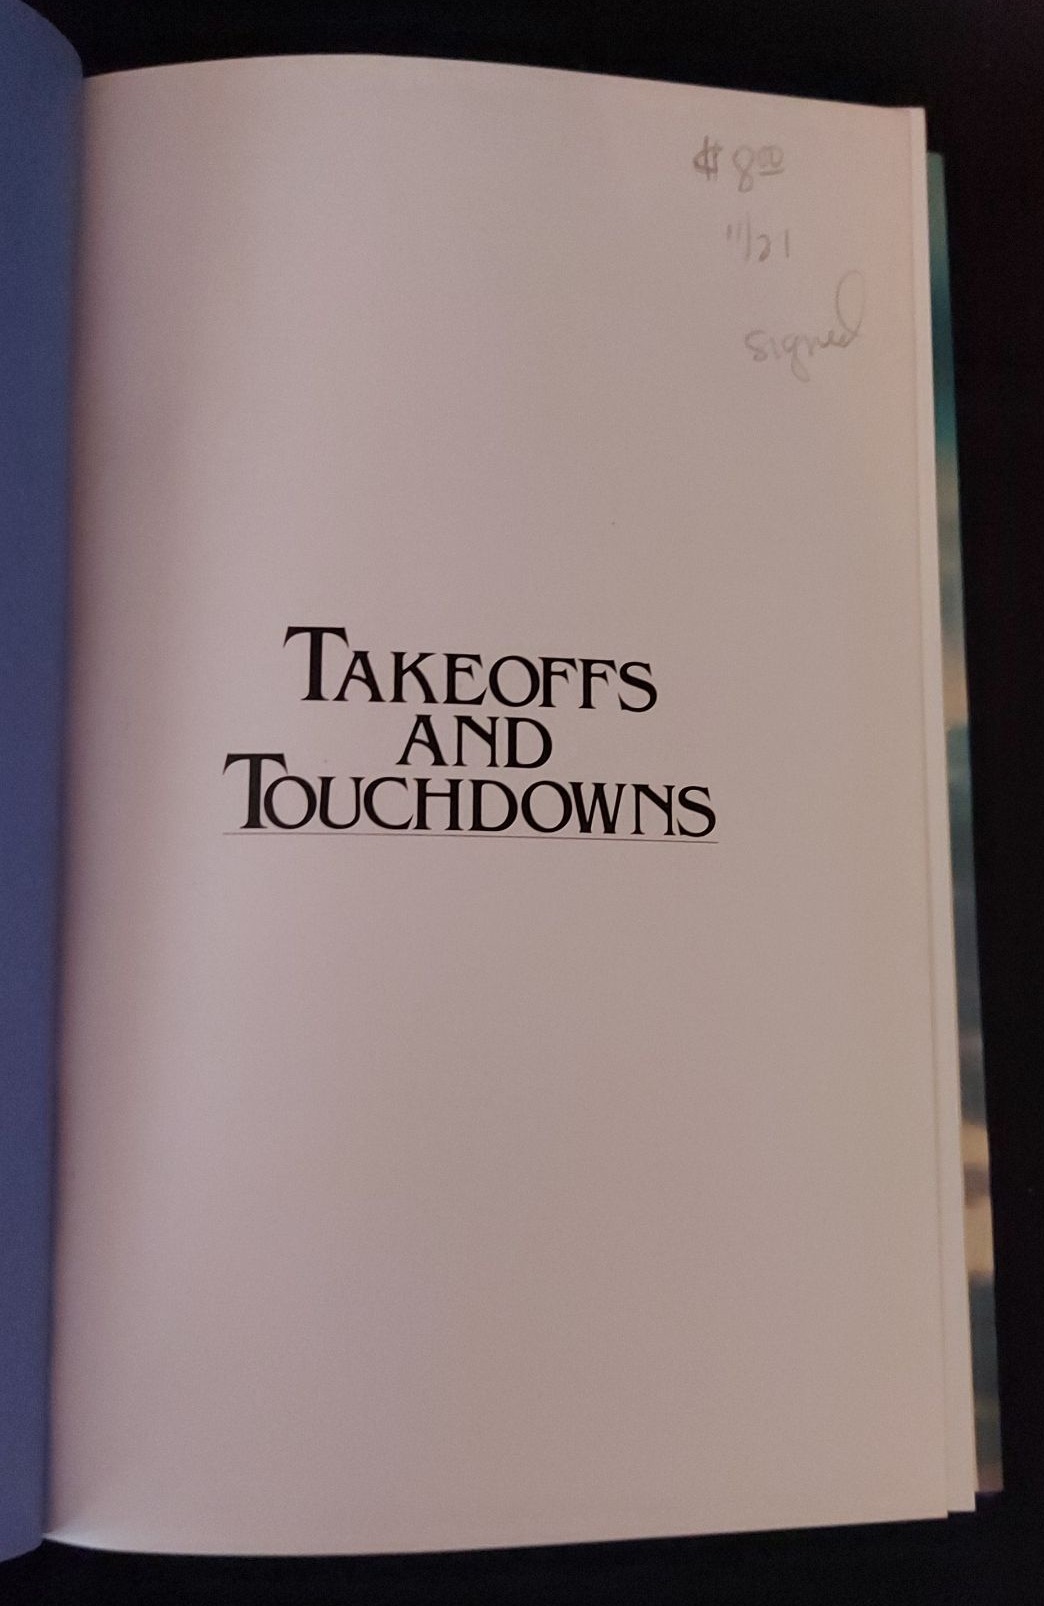 $8.00
11/21
signed
TAKEOFFS
AND
TOUCHDOWNS